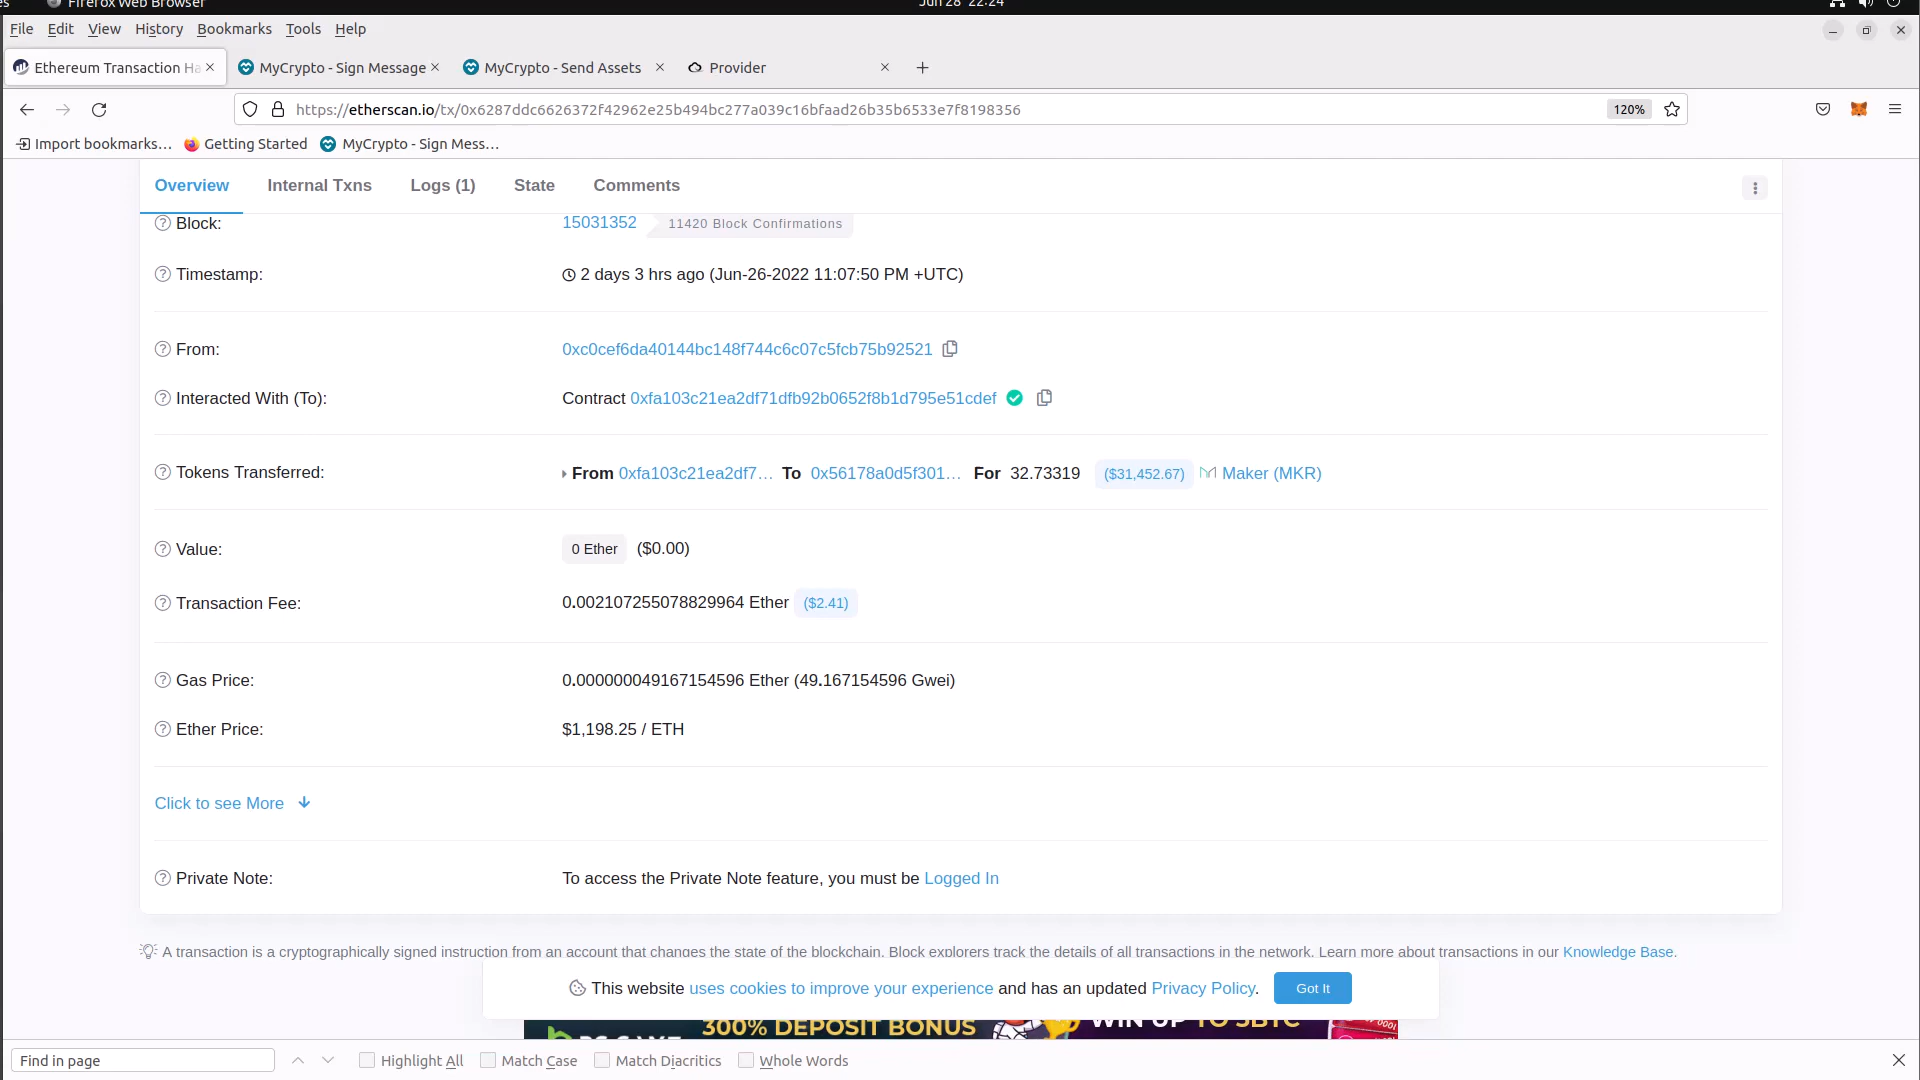 Firefox Web Browser
Jun 28 22:24
File Edit View History Bookmarks Tools Help
Ethereum Transaction Ha
MyCrypto - Sign Message
MyCrypto - Send Assets
Provider
https://etherscan.io/tx/0x6287ddc6626372f42962e25b494bc277a039c16bfaad26b35b6533e7f8198356
120%
Import bookmarks... Getting Started MyCrypto - Sign Mess...
Overview Internal Txns Logs (1) State Comments
Block: 15031352 11420 Block Confirmations
Timestamp: 2 days 3 hrs ago (Jun-26-2022 11:07:50 PM +UTC)
From: 0xc0cef6da40144bc148f744c6c07c5fcb75b92521
Interacted With (To): Contract 0xfa103c21ea2df71dfb92b0652f8b1d795e51cdef
Tokens Transferred: From 0xfa103c21ea2df7... To 0x56178a0d5f301... For 32.73319 ($31,452.67) Maker (MKR)
Value: 0 Ether ($0.00)
Transaction Fee: 0.002107255078829964 Ether ($2.41)
Gas Price: 0.000000049167154596 Ether (49.167154596 Gwei)
Ether Price: $1,198.25 / ETH
Click to see More
Private Note: To access the Private Note feature, you must be Logged In
A transaction is a cryptographically signed instruction from an account that changes the state of the blockchain. Block explorers track the details of all transactions in the network. Learn more about transactions in our Knowledge Base.
This website uses cookies to improve your experience and has an updated Privacy Policy. Got It
300% DEPOSIT BONUS
WIN UP TO 5BTC
Find in page Highlight All Match Case Match Diacritics Whole Words